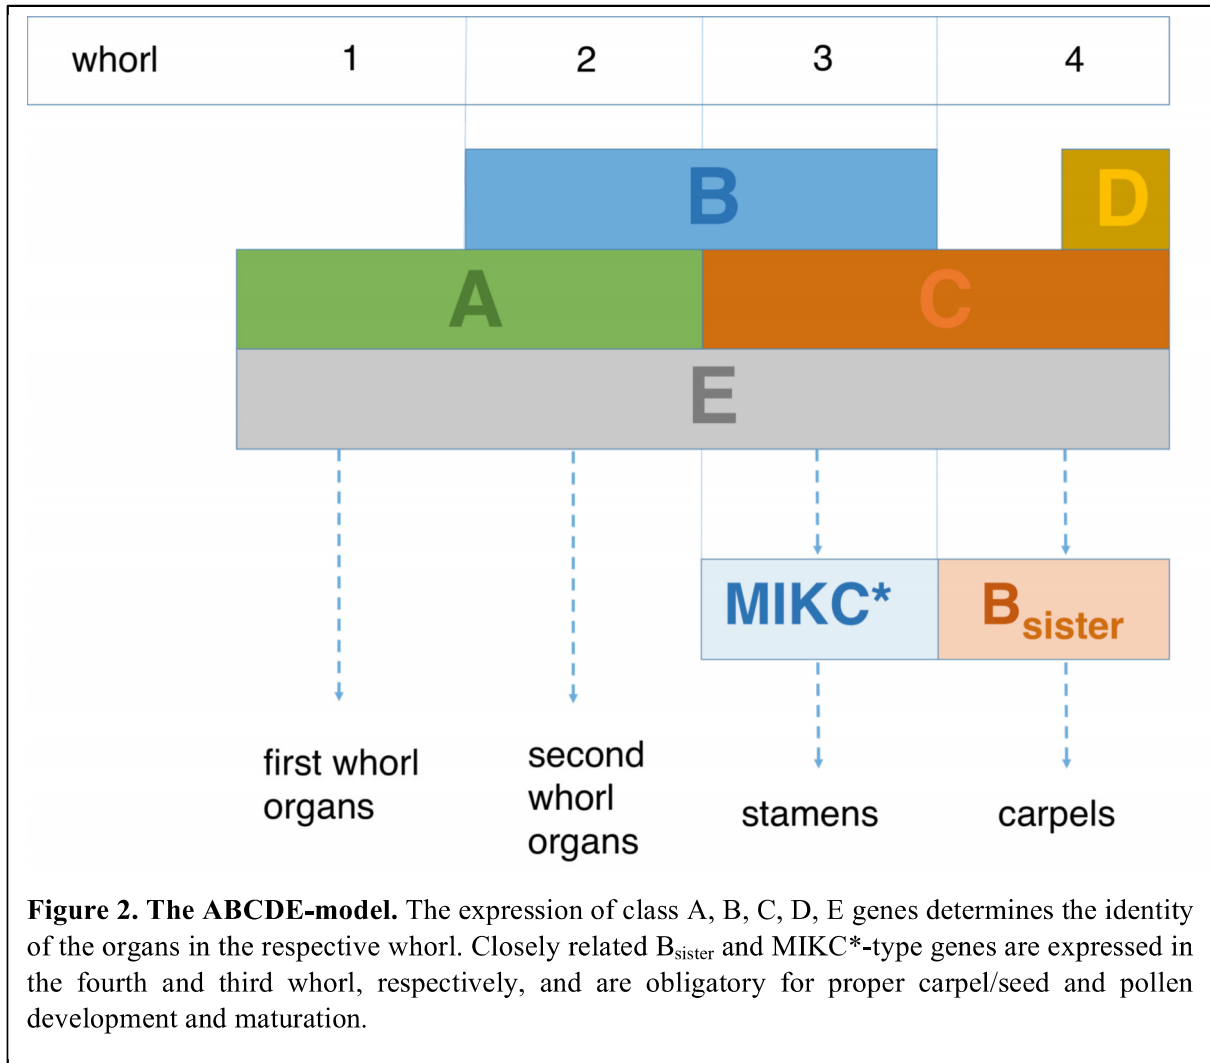 whorl 1 2 3 4
B D
A C
E
MIKC* Bsister
first whorl
organs
second
whorl
organs
stamens
carpels
Figure 2. The ABCDE-model. The expression of class A, B, C, D, E genes determines the identity
of the organs in the respective whorl. Closely related Bsister and MIKC*-type genes are expressed in
the fourth and third whorl, respectively, and are obligatory for proper carpel/seed and pollen
development and maturation.